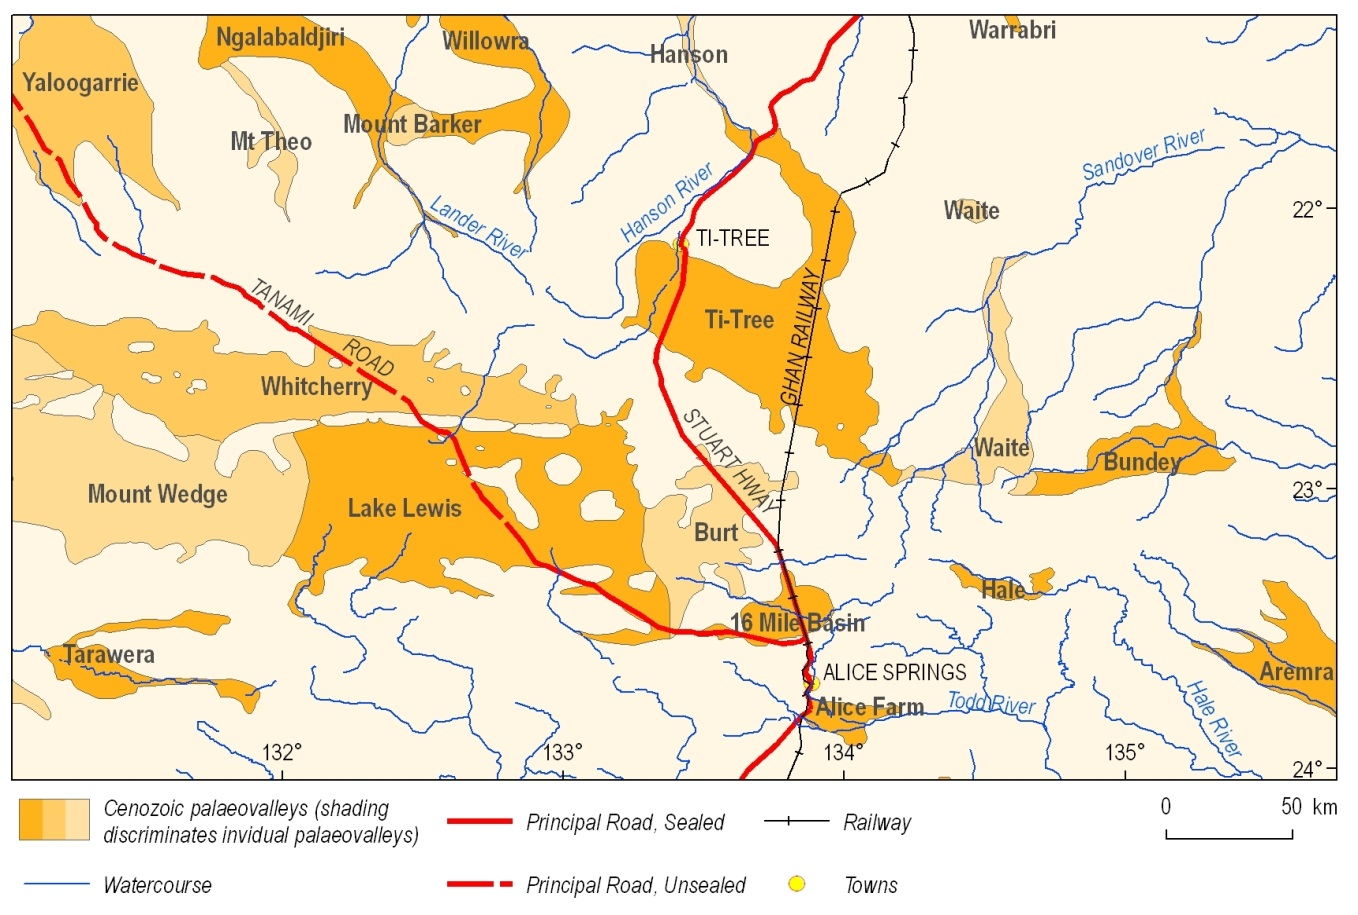 Ngalabaldjiri
Willowra
Hanson
Warrabri
Yaloogarrie
Mt Theo
Mount Barker
Sandover River
Hanson River
Lander River
Waite
22°
TI-TREE
TANAMI
ROAD
Ti-Tree
GHAN RAILWAY
Whitcherry
STUART HWAY
Waite
Bundey
Mount Wedge
Lake Lewis
23°
Burt
Hale
16 Mile Basin
Tarawera
ALICE SPRINGS
Aremra
Alice Farm
Todd River
Hale River
132°
133°
134°
135°
24°
Cenozoic palaeovalleys (shading
discriminates invidual palaeovalleys)
Principal Road, Sealed
Railway
0 50 km
Watercourse
Principal Road, Unsealed
Towns